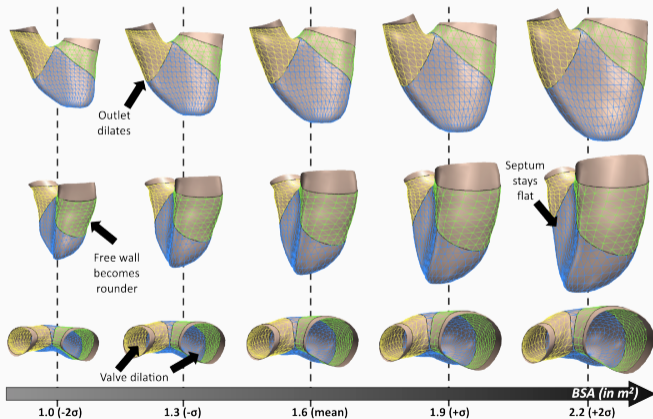 Outlet
dilates
Septum
stays
flat
Free wall
becomes
rounder
Valve dilation
BSA (in m²)
1.0 (-2σ)
1.3 (-σ)
1.6 (mean)
1.9 (+σ)
2.2 (+2σ)